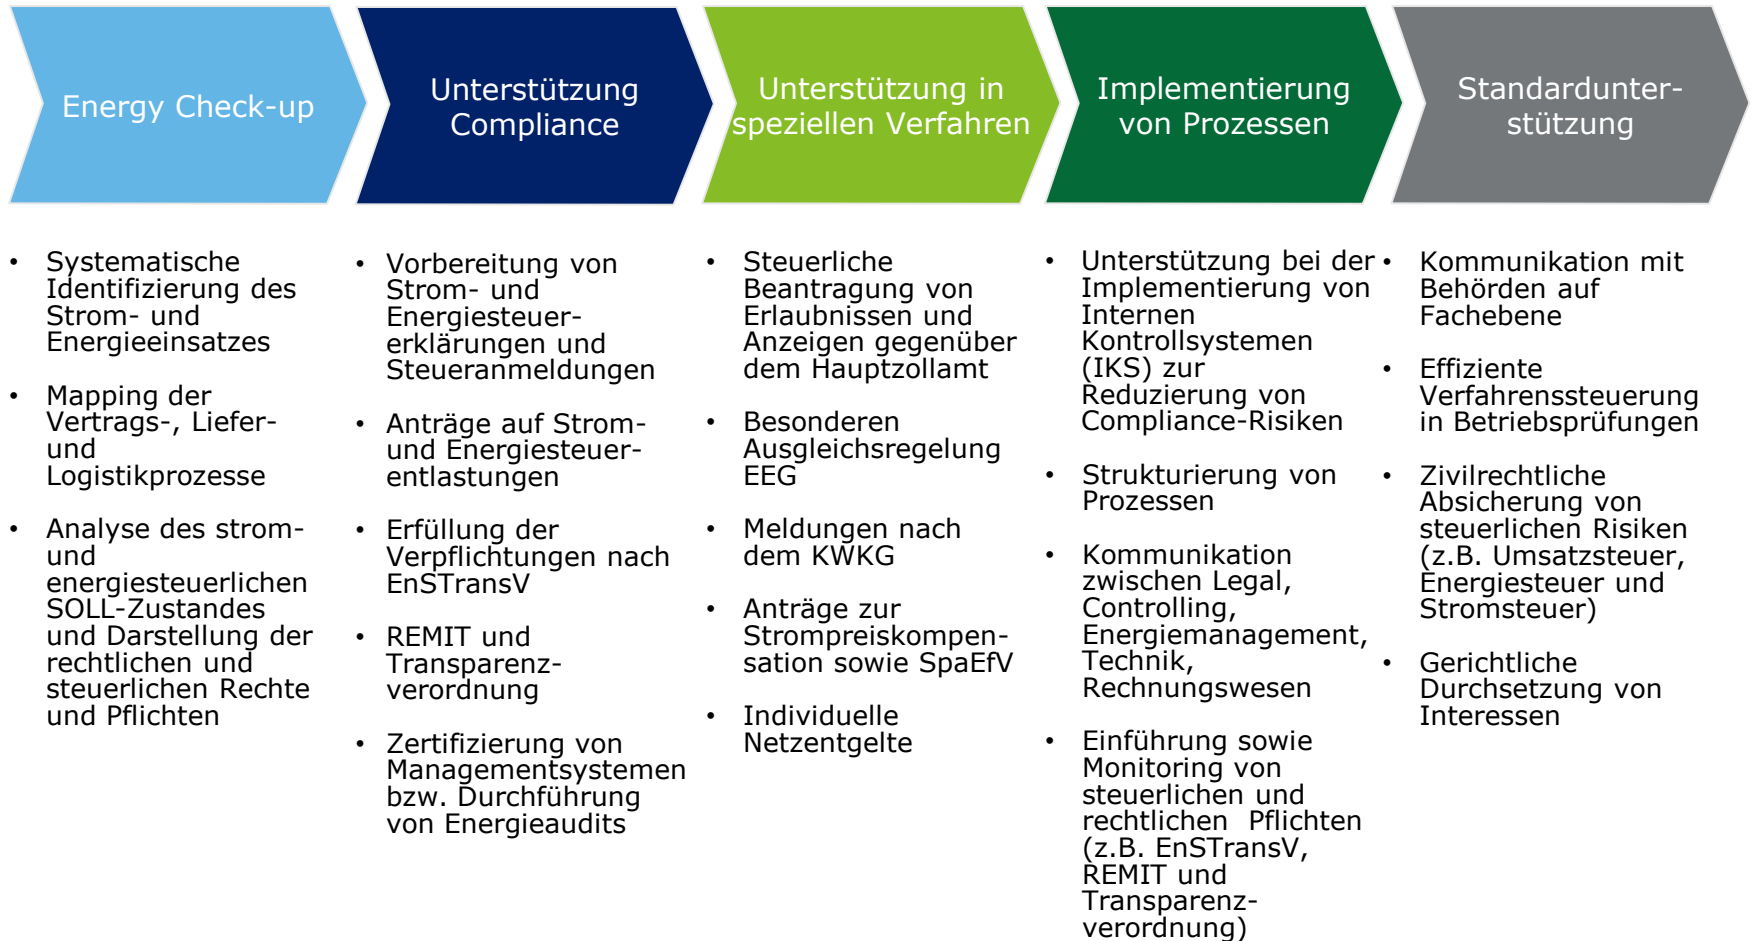 Energy Check-up
Unterstützung
Compliance
Unterstützung in
speziellen Verfahren
Implementierung
von Prozessen
Standardunter-
stützung
• Systematische
Identifizierung des
Strom- und
Energieeinsatzes
• Mapping der
Vertrags-, Liefer-
und
Logistikprozesse
• Analyse des strom-
und
energiesteuerlichen
SOLL-Zustandes
und Darstellung der
rechtlichen und
steuerlichen Rechte
und Pflichten
• Vorbereitung von
Strom- und
Energiesteuer-
erklärungen und
Steueranmeldungen
• Anträge auf Strom-
und Energiesteuer-
entlastungen
• Erfüllung der
Verpflichtungen nach
EnSTransV
• REMIT und
Transparenz-
verordnung
• Zertifizierung von
Managementsystemen
bzw. Durchführung
von Energieaudits
• Steuerliche
Beantragung von
Erlaubnissen und
Anzeigen gegenüber
dem Hauptzollamt
• Besonderen
Ausgleichsregelung
EEG
• Meldungen nach
dem KWKG
• Anträge zur
Strompreiskompen-
sation sowie SpaEfV
• Individuelle
Netzentgelte
• Unterstützung bei der
Implementierung von
Internen
Kontrollsystemen
(IKS) zur
Reduzierung von
Compliance-Risiken
• Strukturierung von
Prozessen
• Kommunikation
zwischen Legal,
Controlling,
Energiemanagement,
Technik,
Rechnungswesen
• Einführung sowie
Monitoring von
steuerlichen und
rechtlichen Pflichten
(z.B. EnSTransV,
REMIT und
Transparenz-
verordnung)
• Kommunikation mit
Behörden auf
Fachebene
• Effiziente
Verfahrenssteuerung
in Betriebsprüfungen
• Zivilrechtliche
Absicherung von
steuerlichen Risiken
(z.B. Umsatzsteuer,
Energiesteuer und
Stromsteuer)
• Gerichtliche
Durchsetzung von
Interessen